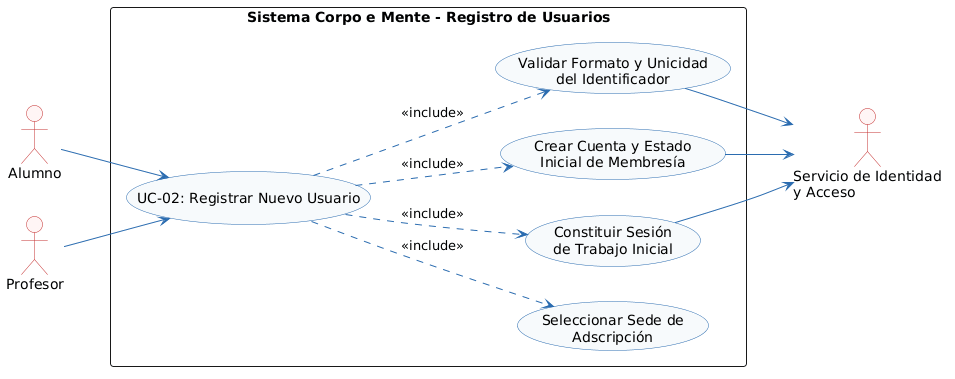 Sistema Corpo e Mente - Registro de Usuarios
Alumno
Profesor
UC-02: Registrar Nuevo Usuario
«include»
«include»
«include»
«include»
Validar Formato y Unicidad
del Identificador
Crear Cuenta y Estado
Inicial de Membresía
Constituir Sesión
de Trabajo Inicial
Seleccionar Sede de
Adscripción
Servicio de Identidad
y Acceso